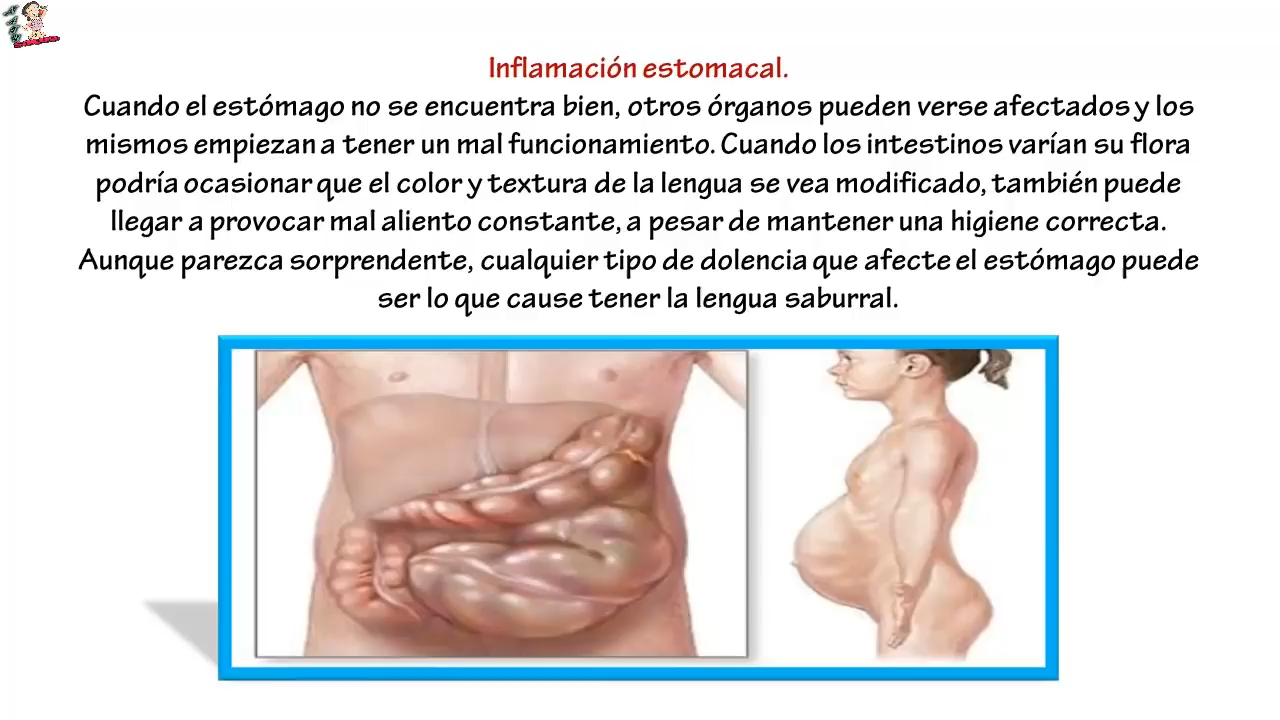 Inflamación estomacal.
Cuando el estómago no se encuentra bien, otros órganos pueden verse afectados y los
mismos empiezan a tener un mal funcionamiento. Cuando los intestinos varían su flora
podría ocasionar que el color y textura de la lengua se vea modificado, también puede
llegar a provocar mal aliento constante, a pesar de mantener una higiene correcta.
Aunque parezca sorprendente, cualquier tipo de dolencia que afecte el estómago puede
ser lo que cause tener la lengua saburral.